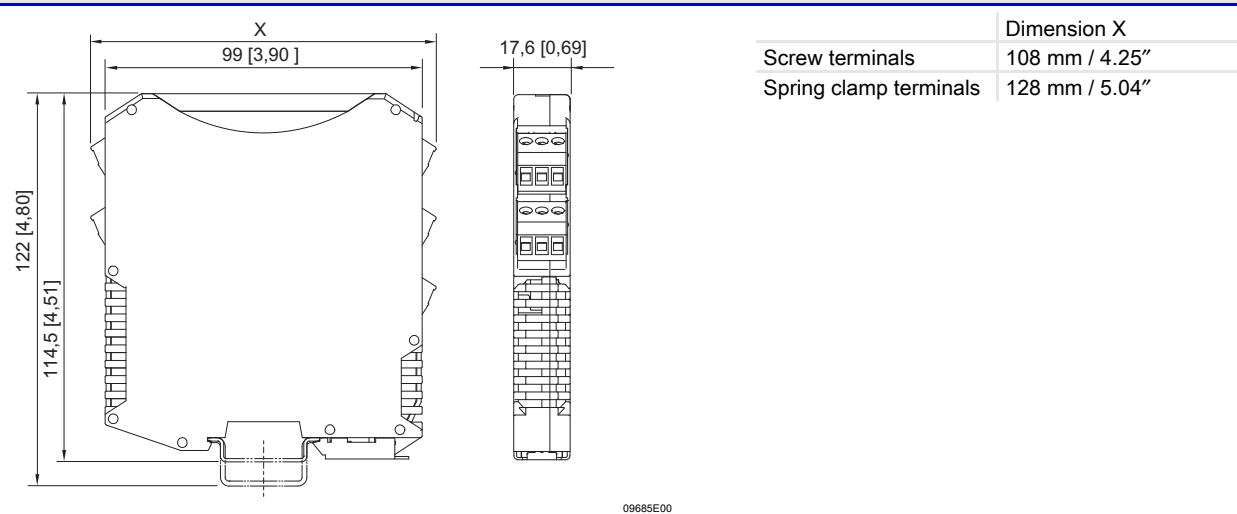 X
99 [3,90 ]
17,6 [0,69]
122 [4,80]
114,5 [4,51]
09685E00
Dimension X
Screw terminals 108 mm / 4.25″
Spring clamp terminals 128 mm / 5.04″